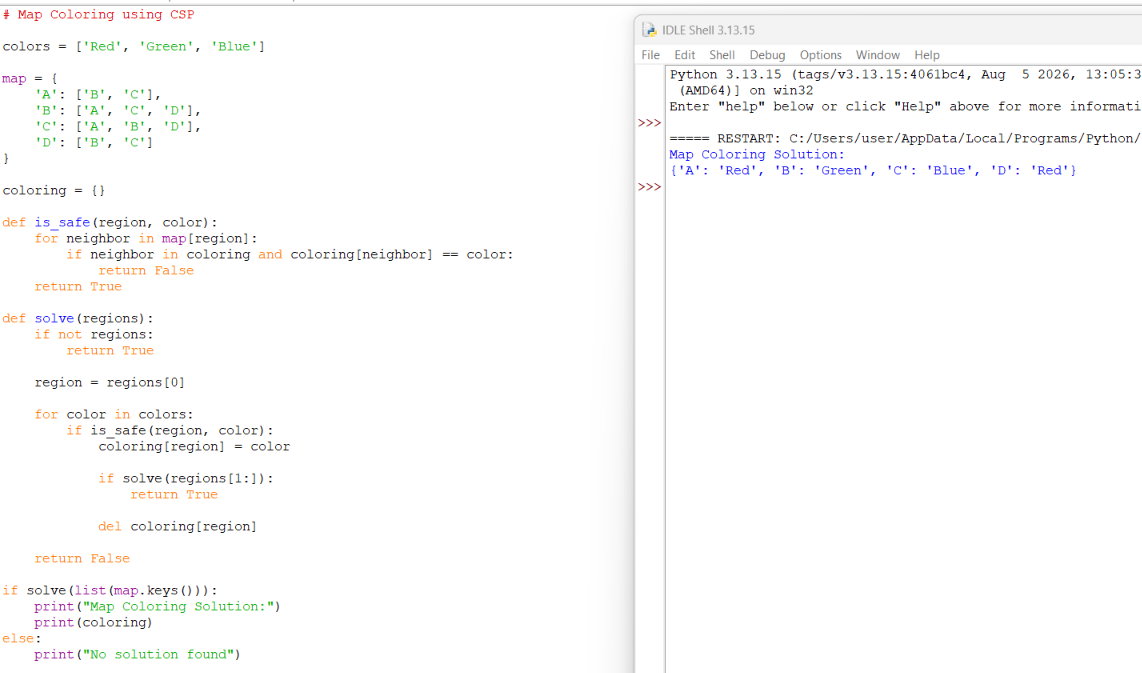 # Map Coloring using CSP
colors = ['Red', 'Green', 'Blue']
map = {
    'A': ['B', 'C'],
    'B': ['A', 'C', 'D'],
    'C': ['A', 'B', 'D'],
    'D': ['B', 'C']
}
coloring = {}
def is_safe(region, color):
    for neighbor in map[region]:
        if neighbor in coloring and coloring[neighbor] == color:
            return False
    return True
def solve(regions):
    if not regions:
        return True
    region = regions[0]
    for color in colors:
        if is_safe(region, color):
            coloring[region] = color
            if solve(regions[1:]):
                return True
            del coloring[region]
    return False
if solve(list(map.keys())):
    print("Map Coloring Solution:")
    print(coloring)
else:
    print("No solution found")
IDLE Shell 3.13.15
File Edit Shell Debug Options Window Help
Python 3.13.15 (tags/v3.13.15:4061bc4, Aug  5 2026, 13:05:3
 (AMD64)] on win32
Enter "help" below or click "Help" above for more informati
>>>
===== RESTART: C:/Users/user/AppData/Local/Programs/Python/
Map Coloring Solution:
{'A': 'Red', 'B': 'Green', 'C': 'Blue', 'D': 'Red'}
>>>